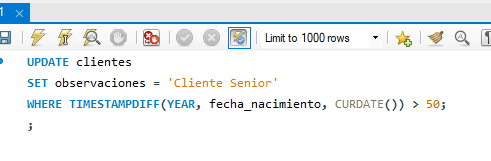 1
Limit to 1000 rows
UPDATE clientes
SET observaciones = 'Cliente Senior'
WHERE TIMESTAMPDIFF(YEAR, fecha_nacimiento, CURDATE()) > 50;
;